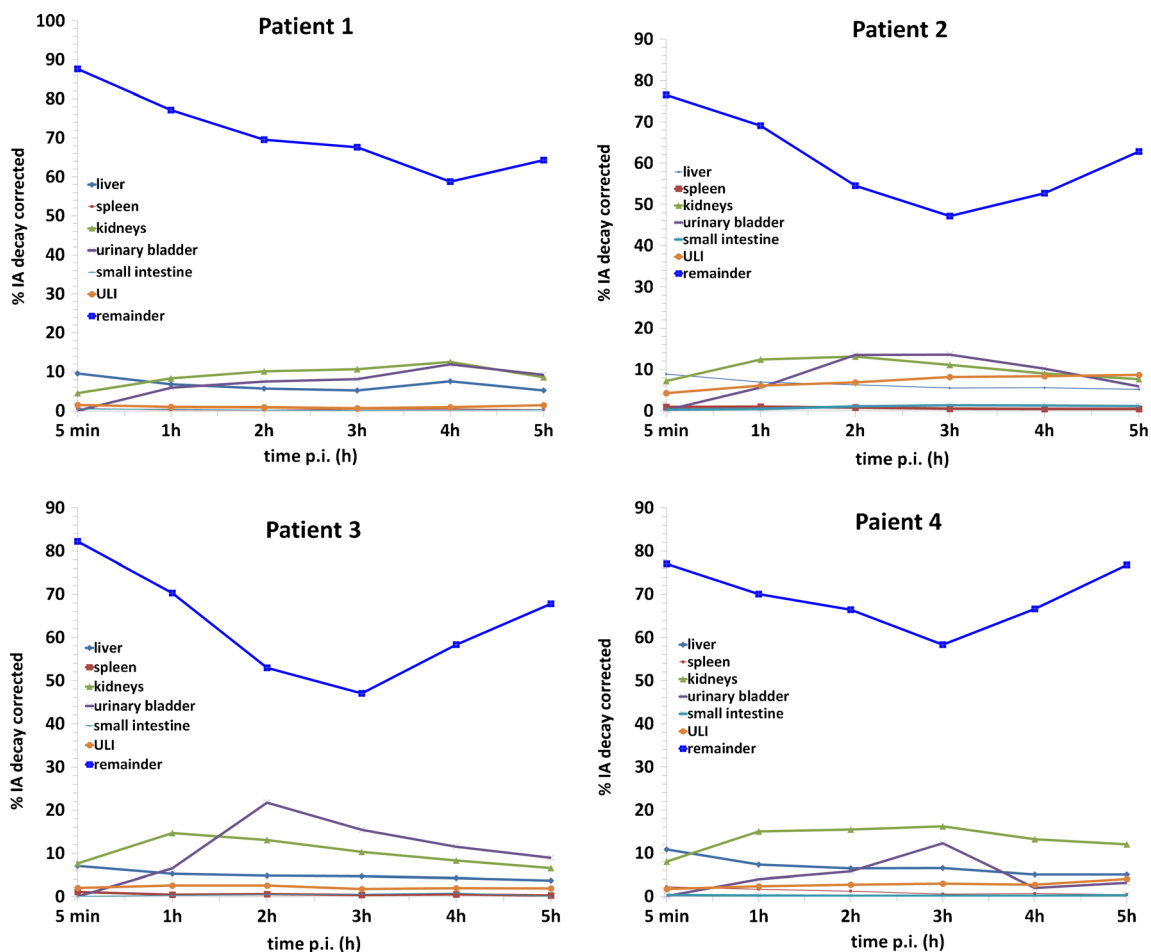 Patient 1
% IA decay corrected
100
90
80
70
60
50
40
30
20
10
0
liver
spleen
kidneys
urinary bladder
small intestine
ULI
remainder
5 min 1h 2h 3h 4h 5h
time p.i. (h)
Patient 2
% IA decay corrected
90
80
70
60
50
40
30
20
10
0
liver
spleen
kidneys
urinary bladder
small intestine
ULI
remainder
5 min 1h 2h 3h 4h 5h
time p.i. (h)
Patient 3
% IA decay corrected
90
80
70
60
50
40
30
20
10
0
liver
spleen
kidneys
urinary bladder
small intestine
ULI
remainder
5 min 1h 2h 3h 4h 5h
time p.i. (h)
Paient 4
% IA decay corrected
90
80
70
60
50
40
30
20
10
0
liver
spleen
kidneys
urinary bladder
small intestine
ULI
remainder
5 min 1h 2h 3h 4h 5h
time p.i. (h)